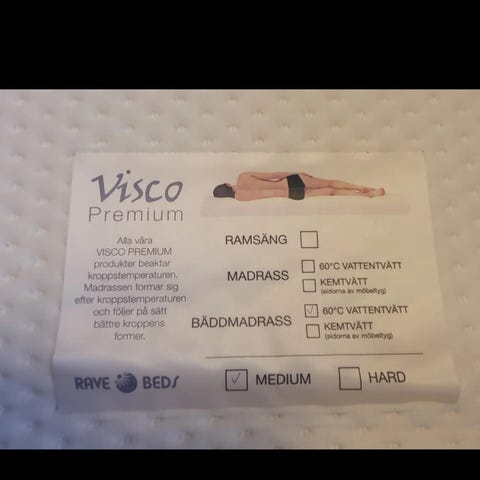 Visco
Premium
Alla våra
VISCO PREMIUM
produkter beaktar
kroppstemperaturen.
Madrassen formar sig
efter kroppstemperaturen
och följer på sätt
bättre kroppens
former.
RAMSÄNG
MADRASS
60°C VATTENTVÄTT
KEMTVÄTT
(sidorna av möbeltyg)
BÄDDMADRASS
60°C VATTENTVÄTT
KEMTVÄTT
(sidorna av möbeltyg)
RAVE BEDS
MEDIUM
HARD